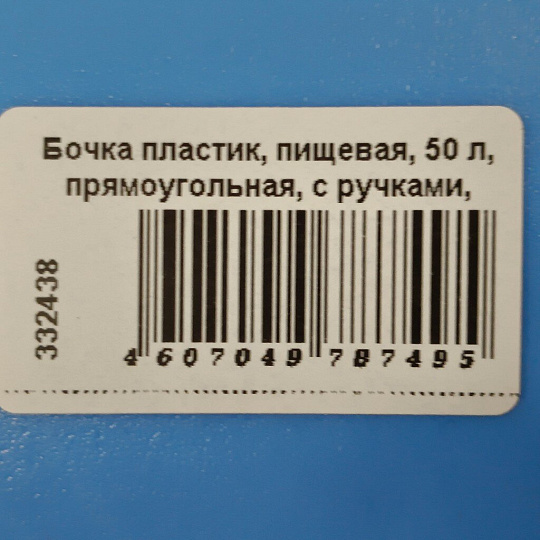 Бочка пластик, пищевая, 50 л,
прямоугольная, с ручками,
332438
4 607049 787495